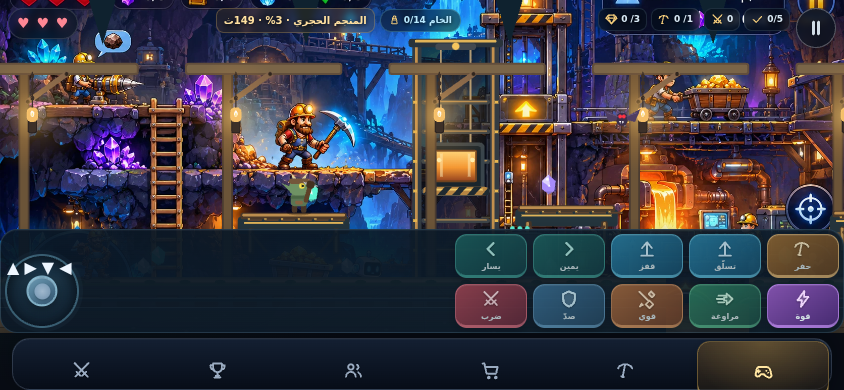 المنجم الحجري · 3% · 149ت
الخام 0/14
0 /3
0 /1
0
0/5
يسار
يمين
قفز
تسلّق
حفر
ضرب
صدّ
قوي
مراوغة
قوة